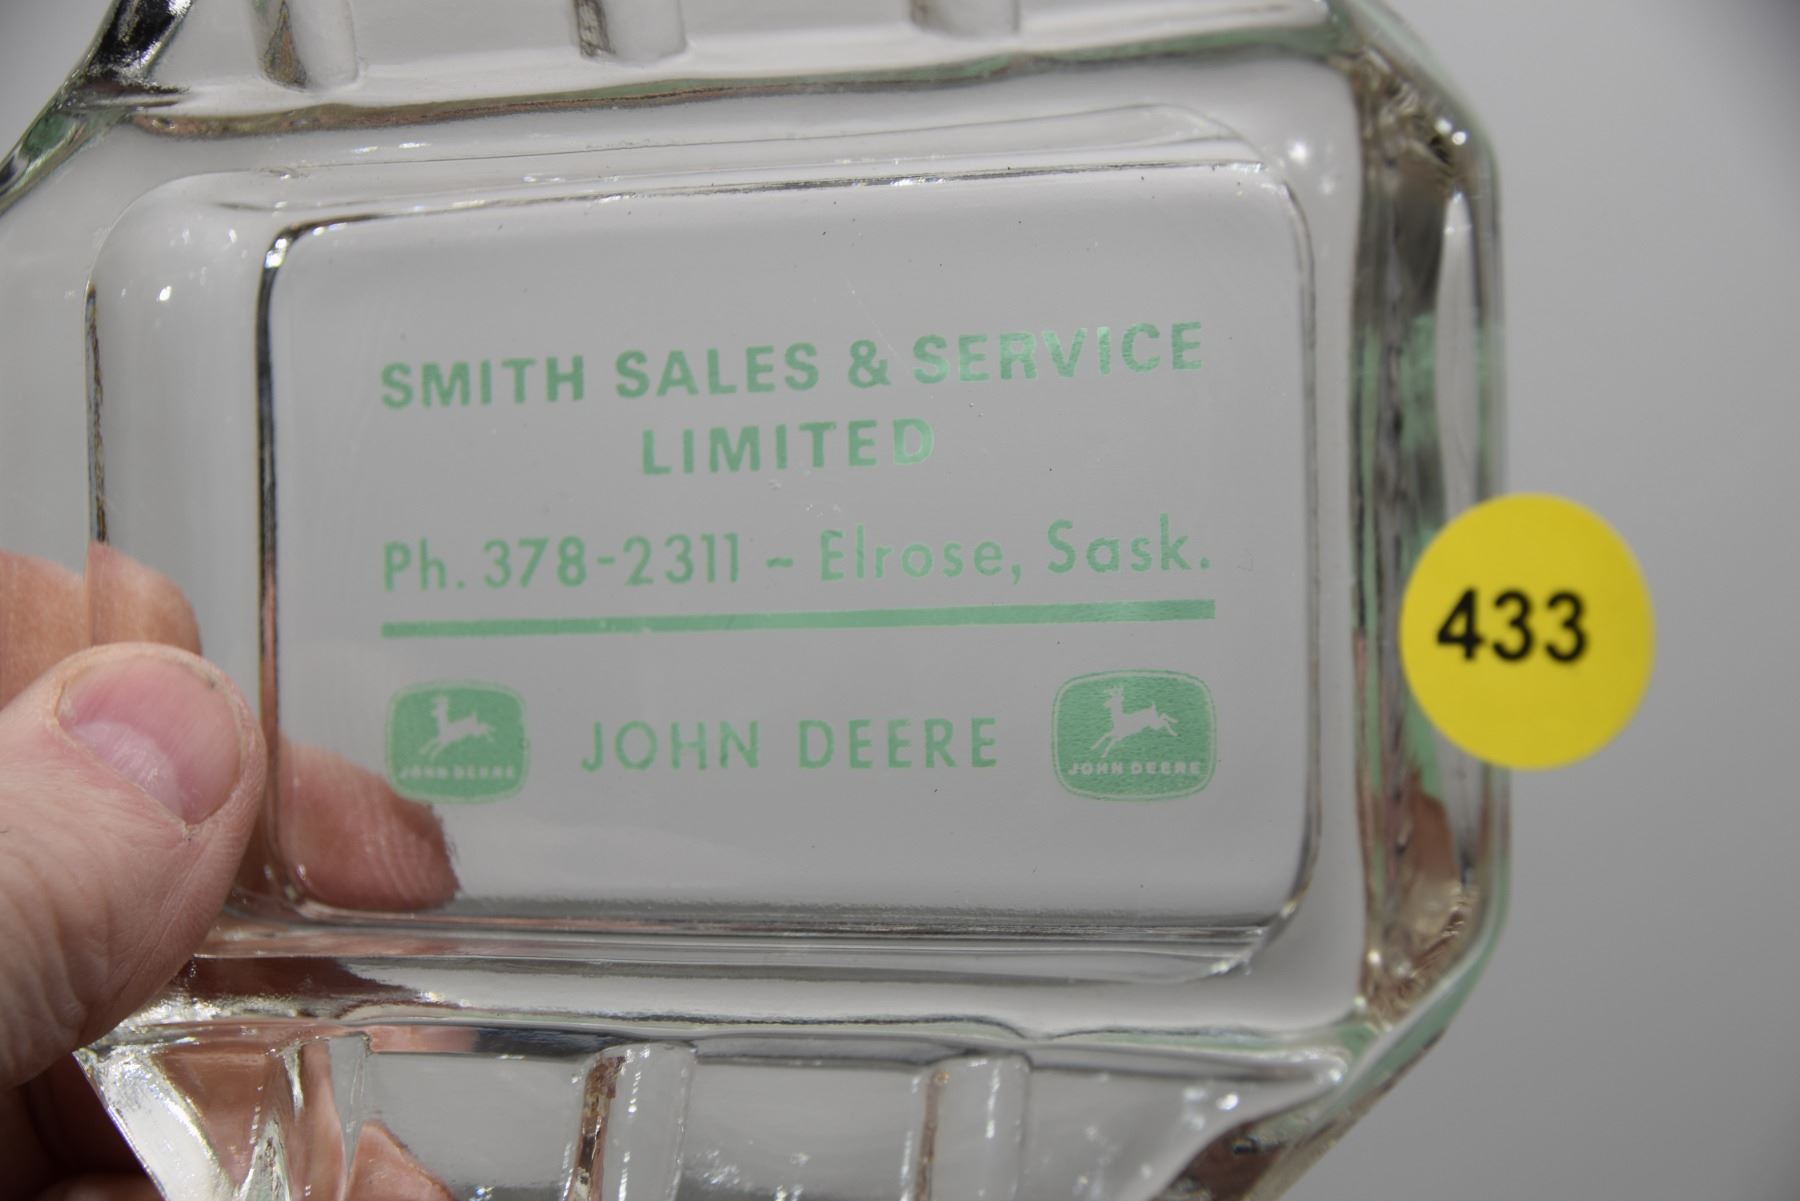 SMITH SALES & SERVICE
LIMITED
Ph. 378-2311 ~ Elrose, Sask.
433
JOHN DEERE JOHN DEERE JOHN DEERE